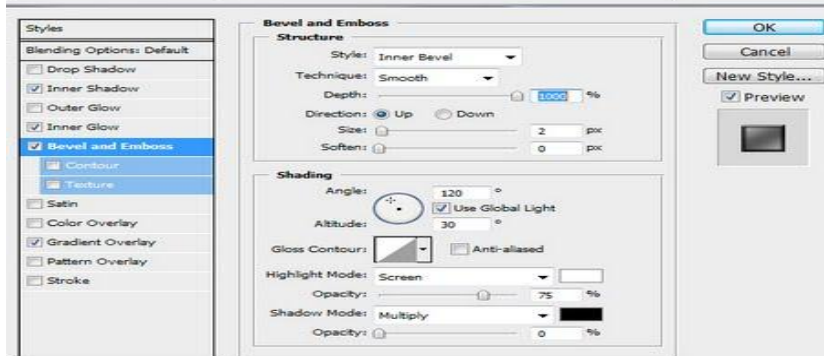 Styles
Blending Options: Default
Drop Shadow
Inner Shadow
Outer Glow
Inner Glow
Bevel and Emboss
Contour
Texture
Satin
Color Overlay
Gradient Overlay
Pattern Overlay
Stroke
Bevel and Emboss
Structure
Style: Inner Bevel
Technique: Smooth
Depth: 1000 %
Direction: Up Down
Size: 2 px
Soften: 0 px
Shading
Angle: 120 °
Use Global Light
Altitude: 30 °
Gloss Contour: Anti-aliased
Highlight Mode: Screen
Opacity: 75 %
Shadow Mode: Multiply
Opacity: 0 %
OK
Cancel
New Style...
Preview